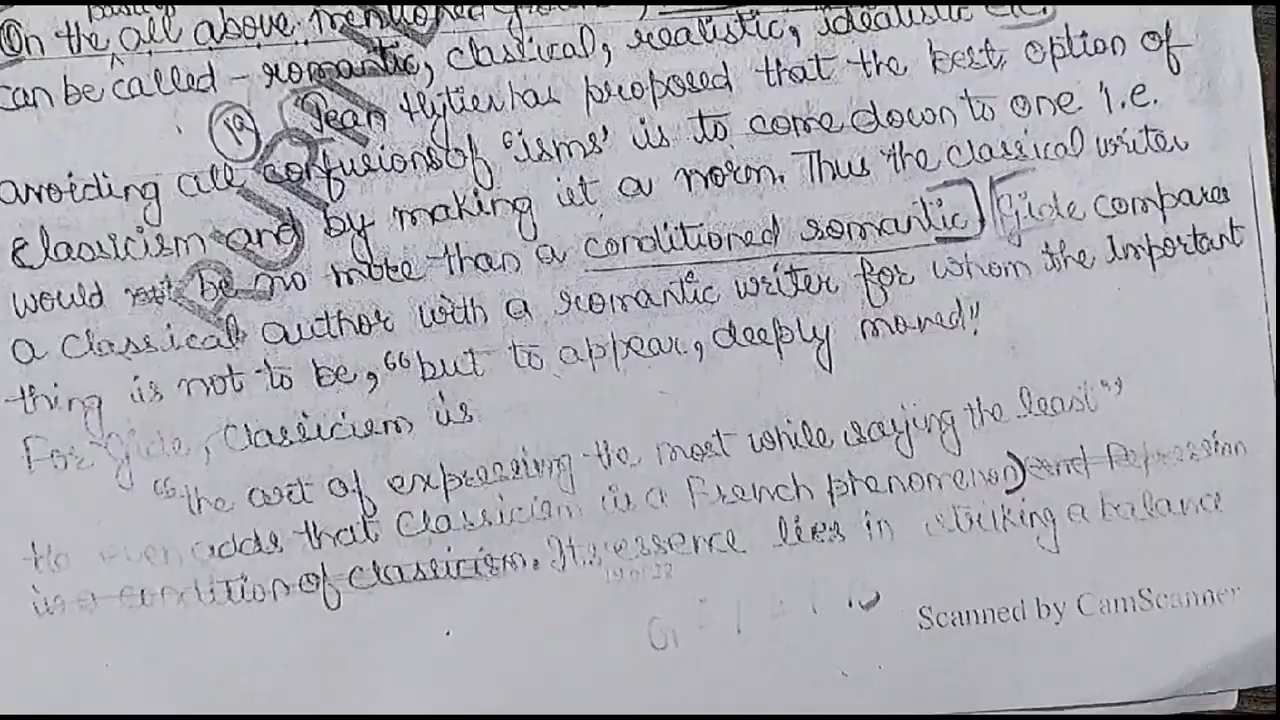 basis of
On the all above mentioned
can be called - romantic, classical, realistic, idealistic etc.
19 Jean Hytier has proposed that the best option of
avoiding all confusions of 'isms' is to come down to one i.e.
classicism and by making it a norm. Thus the classical writer
would be no more than a conditioned romantic) [Gide compares
a classical author with a romantic writer for whom the important
thing is not to be, "but to appear, deeply moved!"
For Gide, Classicism is
"the art of expressing the most while saying the least"
He even adds that Classicism is a French phenomenon) and Repression
is a condition of classicism. Its essence lies in striking a balance
Scanned by CamScanner